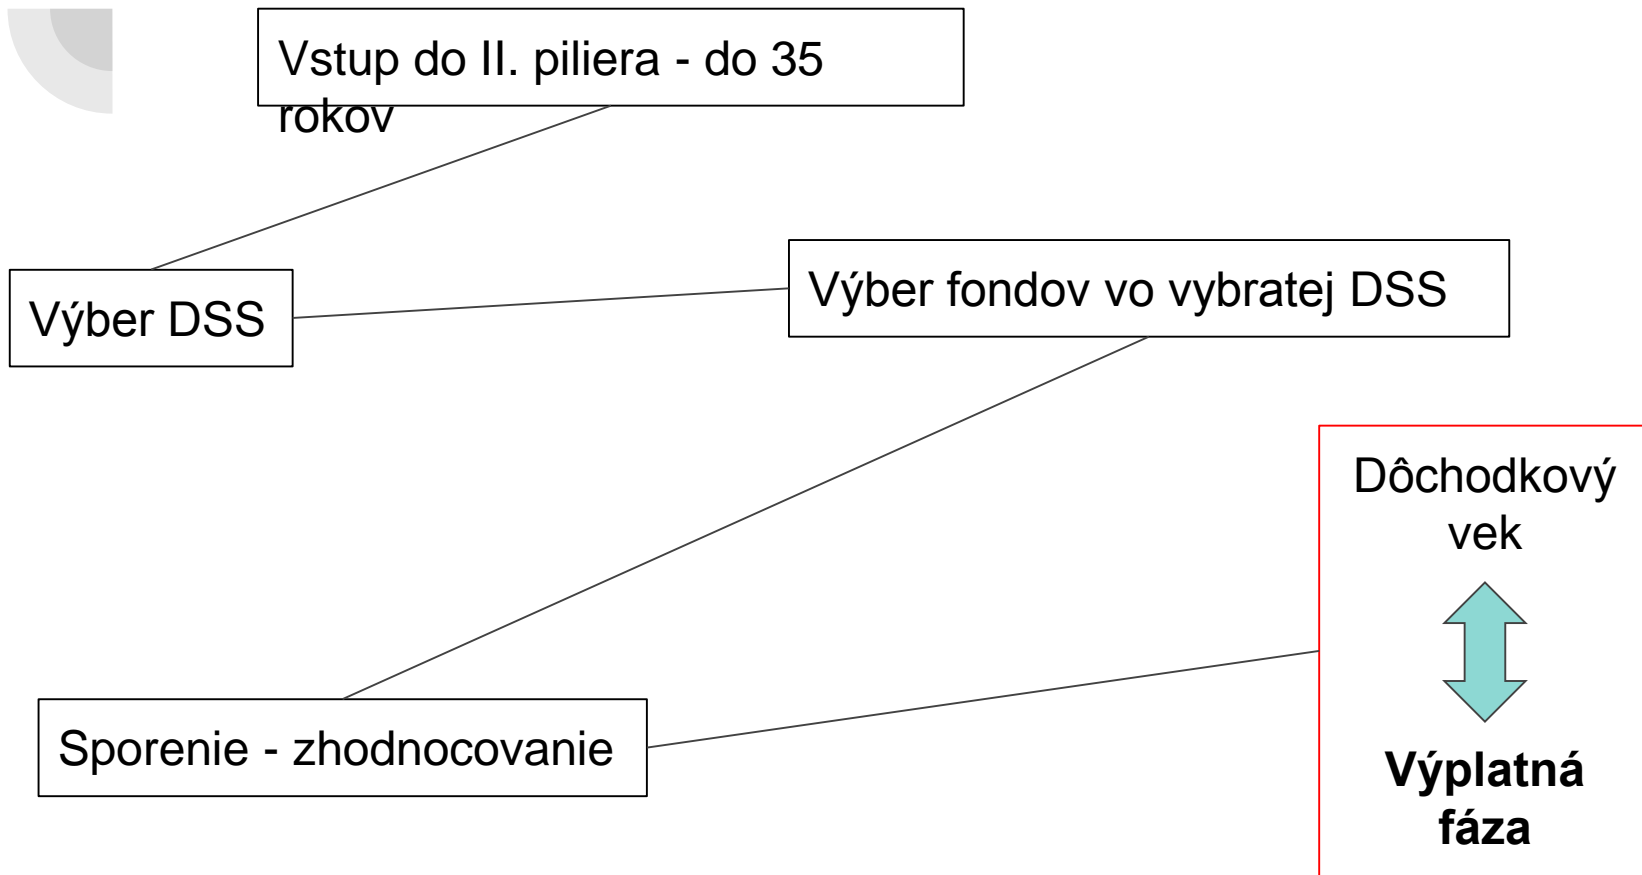 Vstup do II. piliera - do 35
rokov
Výber DSS
Výber fondov vo vybratej DSS
Dôchodkový
vek
Sporenie - zhodnocovanie
Výplatná
fáza